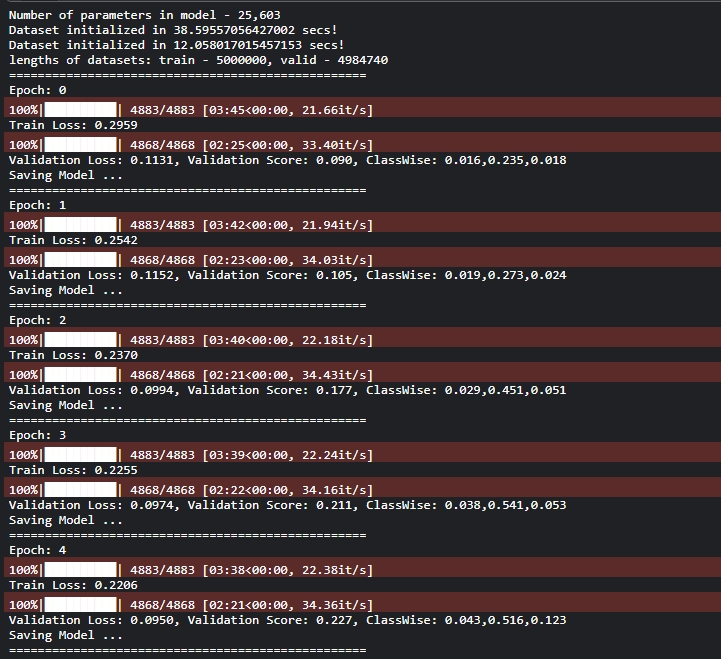 Number of parameters in model - 25,603
Dataset initialized in 38.59557056427002 secs!
Dataset initialized in 12.058017015457153 secs!
lengths of datasets: train - 5000000, valid - 4984740
==================================================
Epoch: 0
100%|██████████| 4883/4883 [03:45<00:00, 21.66it/s]
Train Loss: 0.2959
100%|██████████| 4868/4868 [02:25<00:00, 33.40it/s]
Validation Loss: 0.1131, Validation Score: 0.090, ClassWise: 0.016,0.235,0.018
Saving Model ...
==================================================
Epoch: 1
100%|██████████| 4883/4883 [03:42<00:00, 21.94it/s]
Train Loss: 0.2542
100%|██████████| 4868/4868 [02:23<00:00, 34.03it/s]
Validation Loss: 0.1152, Validation Score: 0.105, ClassWise: 0.019,0.273,0.024
Saving Model ...
==================================================
Epoch: 2
100%|██████████| 4883/4883 [03:40<00:00, 22.18it/s]
Train Loss: 0.2370
100%|██████████| 4868/4868 [02:21<00:00, 34.43it/s]
Validation Loss: 0.0994, Validation Score: 0.177, ClassWise: 0.029,0.451,0.051
Saving Model ...
==================================================
Epoch: 3
100%|██████████| 4883/4883 [03:39<00:00, 22.24it/s]
Train Loss: 0.2255
100%|██████████| 4868/4868 [02:22<00:00, 34.16it/s]
Validation Loss: 0.0974, Validation Score: 0.211, ClassWise: 0.038,0.541,0.053
Saving Model ...
==================================================
Epoch: 4
100%|██████████| 4883/4883 [03:38<00:00, 22.38it/s]
Train Loss: 0.2206
100%|██████████| 4868/4868 [02:21<00:00, 34.36it/s]
Validation Loss: 0.0950, Validation Score: 0.227, ClassWise: 0.043,0.516,0.123
Saving Model ...
==================================================